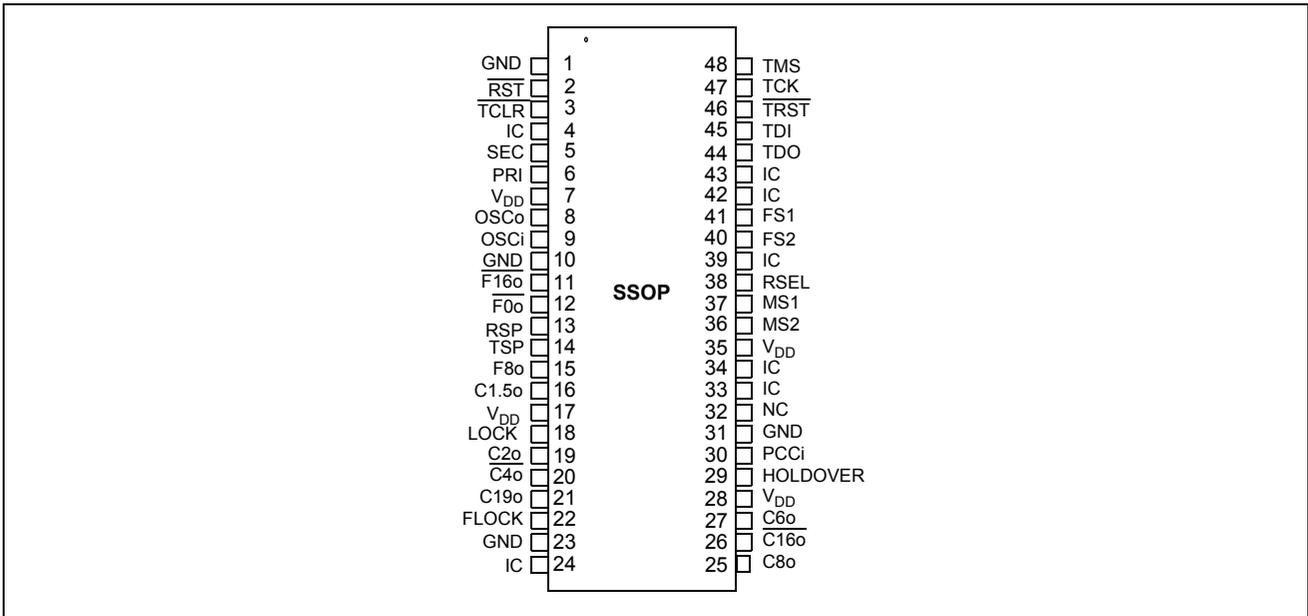 GND 1 48 TMS
RST 2 47 TCK
TCLR 3 46 TRST
IC 4 45 TDI
SEC 5 44 TDO
PRI 6 43 IC
VDD 7 42 IC
OSCo 8 41 FS1
OSCi 9 40 FS2
GND 10 39 IC
F16o 11 38 RSEL
SSOP
F0o 12 37 MS1
RSP 13 36 MS2
TSP 14 35 VDD
F8o 15 34 IC
C1.5o 16 33 IC
VDD 17 32 NC
LOCK 18 31 GND
C2o 19 30 PCCi
C4o 20 29 HOLDOVER
C19o 21 28 VDD
FLOCK 22 27 C6o
GND 23 26 C16o
IC 24 25 C8o